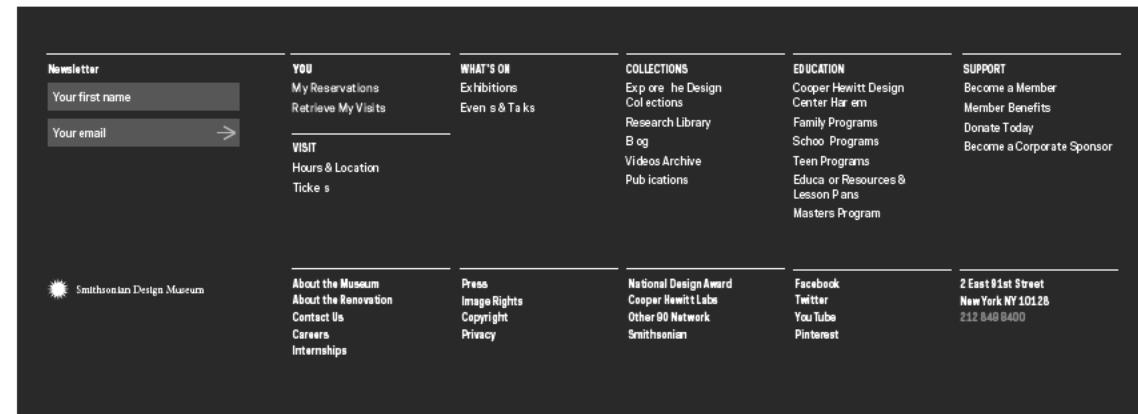 Newsletter
Your first name
Your email
YOU
My Reservations
Retrieve My Visits
VISIT
Hours & Location
Ticke s
WHAT'S ON
Exhibitions
Even s & Ta ks
COLLECTIONS
Exp ore he Design
Col ections
Research Library
B og
Videos Archive
Pub ications
EDUCATION
Cooper Hewitt Design
Center Har em
Family Programs
Schoo Programs
Teen Programs
Educa or Resources &
Lesson P ans
Masters Program
SUPPORT
Become a Member
Member Benefits
Donate Today
Become a Corporate Sponsor
Smithsonian Design Museum
About the Museum
About the Renovation
Contact Us
Careers
Internships
Press
Image Rights
Copyright
Privacy
National Design Award
Cooper Hewitt Labs
Other 90 Network
Smithsonian
Facebook
Twitter
YouTube
Pinterest
2 East 91st Street
New York NY 10128
212 849 8400